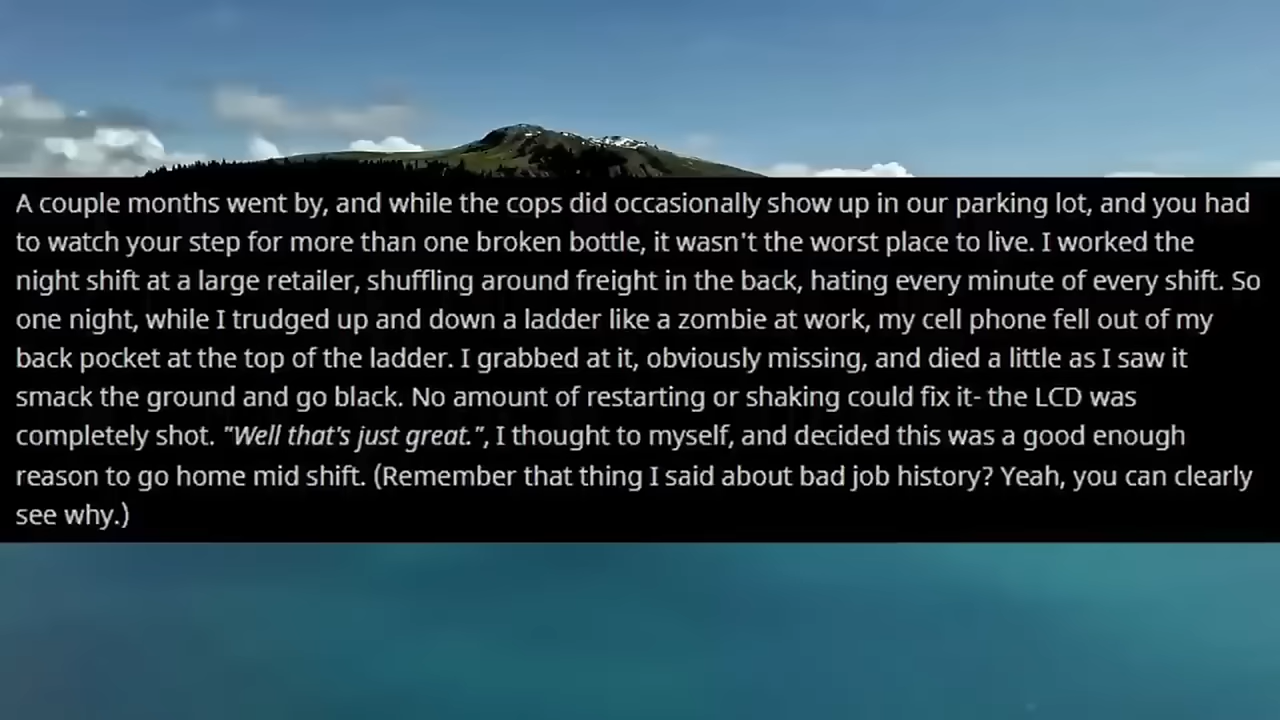 A couple months went by, and while the cops did occasionally show up in our parking lot, and you had
to watch your step for more than one broken bottle, it wasn't the worst place to live. I worked the
night shift at a large retailer, shuffling around freight in the back, hating every minute of every shift. So
one night, while I trudged up and down a ladder like a zombie at work, my cell phone fell out of my
back pocket at the top of the ladder. I grabbed at it, obviously missing, and died a little as I saw it
smack the ground and go black. No amount of restarting or shaking could fix it- the LCD was
completely shot. "Well that's just great.", I thought to myself, and decided this was a good enough
reason to go home mid shift. (Remember that thing I said about bad job history? Yeah, you can clearly
see why.)